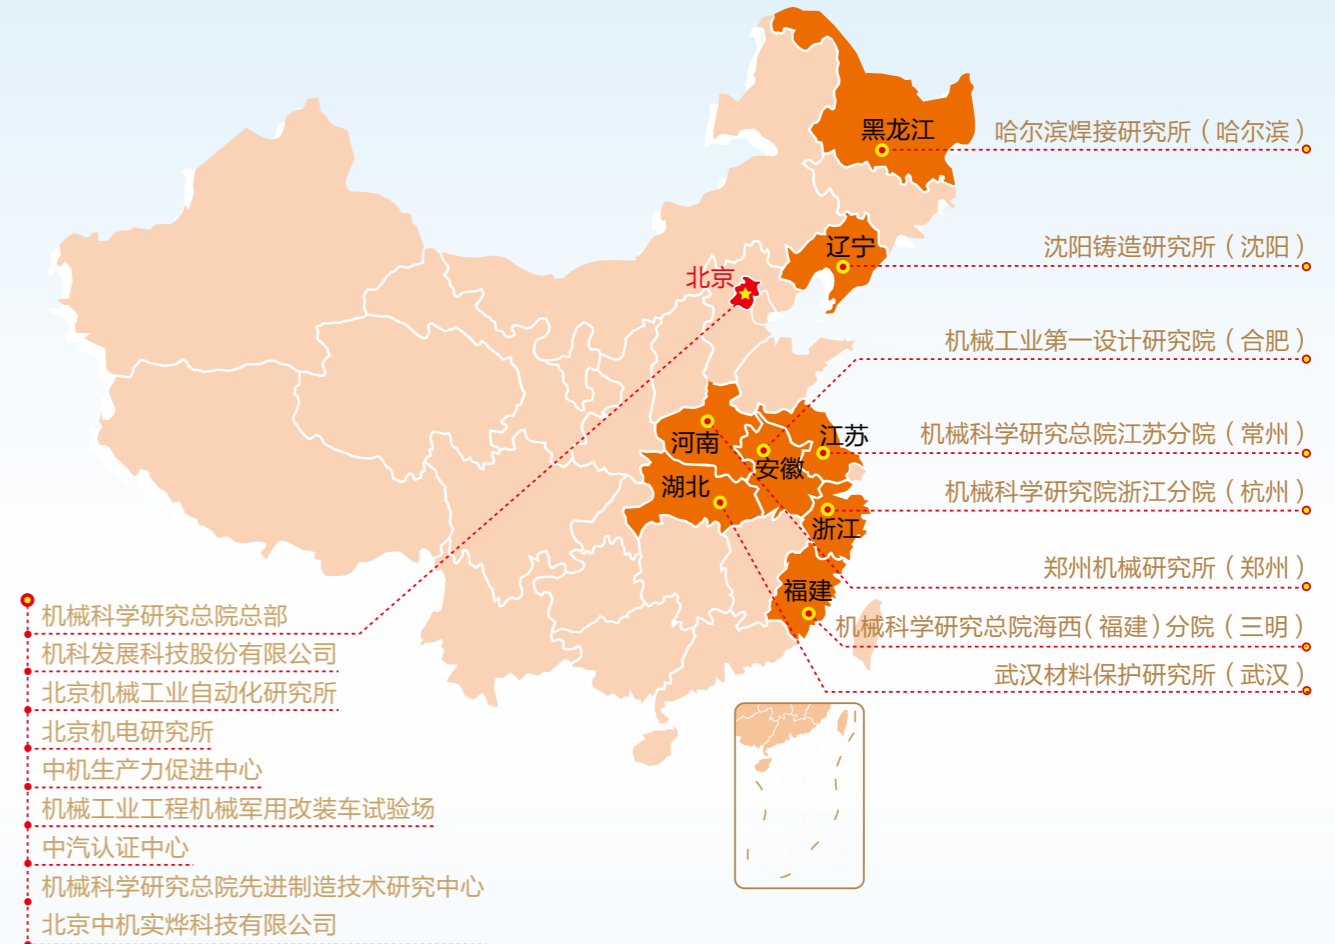 黑龙江
哈尔滨焊接研究所（哈尔滨）
辽宁
沈阳铸造研究所（沈阳）
北京
机械工业第一设计研究院（合肥）
江苏
机械科学研究总院江苏分院（常州）
河南
安徽
湖北
机械科学研究院浙江分院（杭州）
浙江
郑州机械研究所（郑州）
福建
机械科学研究总院海西（福建）分院（三明）
武汉材料保护研究所（武汉）
机械科学研究总院总部
机科发展科技股份有限公司
北京机械工业自动化研究所
北京机电研究所
中机生产力促进中心
机械工业工程机械军用改装车试验场
中汽认证中心
机械科学研究总院先进制造技术研究中心
北京中机实烨科技有限公司